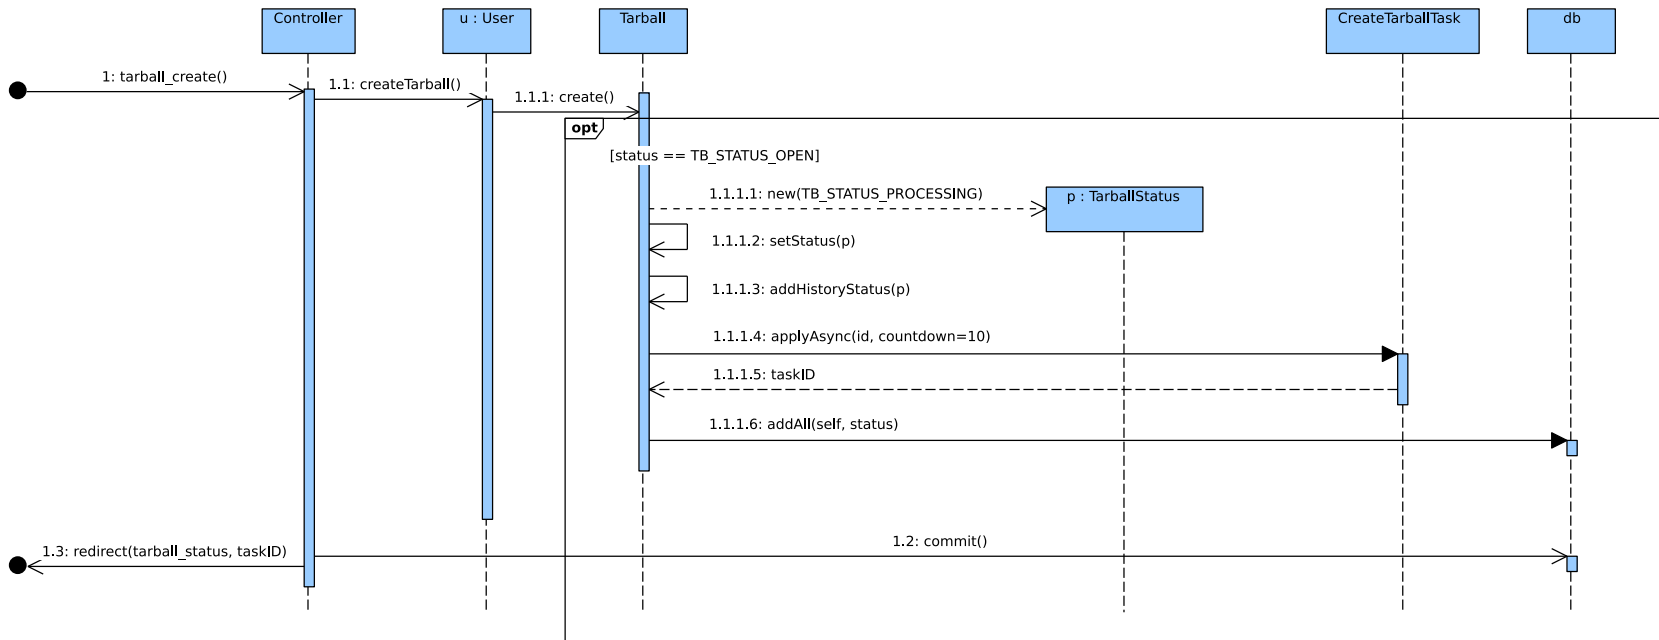 Controller
u : User
Tarball
CreateTarballTask
db
1: tarball_create()
1.1: createTarball()
1.1.1: create()
opt
[status == TB_STATUS_OPEN]
1.1.1.1: new(TB_STATUS_PROCESSING)
p : TarballStatus
1.1.1.2: setStatus(p)
1.1.1.3: addHistoryStatus(p)
1.1.1.4: applyAsync(id, countdown=10)
1.1.1.5: taskID
1.1.1.6: addAll(self, status)
1.2: commit()
1.3: redirect(tarball_status, taskID)